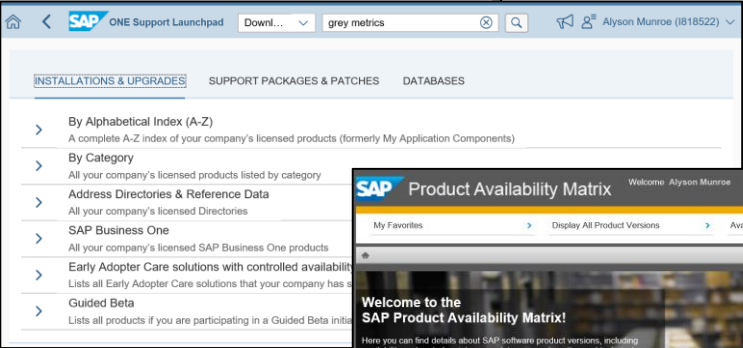 SAP ONE Support Launchpad Downl... grey metrics Alyson Munroe (I818522)
INSTALLATIONS & UPGRADES SUPPORT PACKAGES & PATCHES DATABASES
By Alphabetical Index (A-Z)
A complete A-Z index of your company's licensed products (formerly My Application Components)
By Category
All your company's licensed products listed by category
Address Directories & Reference Data
All your company's licensed Directories
SAP Business One
All your company's licensed SAP Business One products
Early Adopter Care solutions with controlled availability
Lists all Early Adopter Care solutions that your company has s
Guided Beta
Lists all products if you are participating in a Guided Beta initia
SAP Product Availability Matrix Welcome Alyson Munroe
My Favorites Display All Product Versions Ava
Welcome to the
SAP Product Availability Matrix!
Here you can find details about SAP software product versions, including